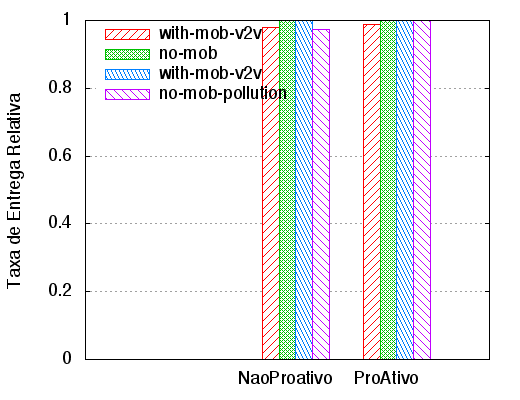 1
0.8
0.6
0.4
0.2
0
Taxa de Entrega Relativa
with-mob-v2v
no-mob
with-mob-v2v
no-mob-pollution
NaoProativo
ProAtivo